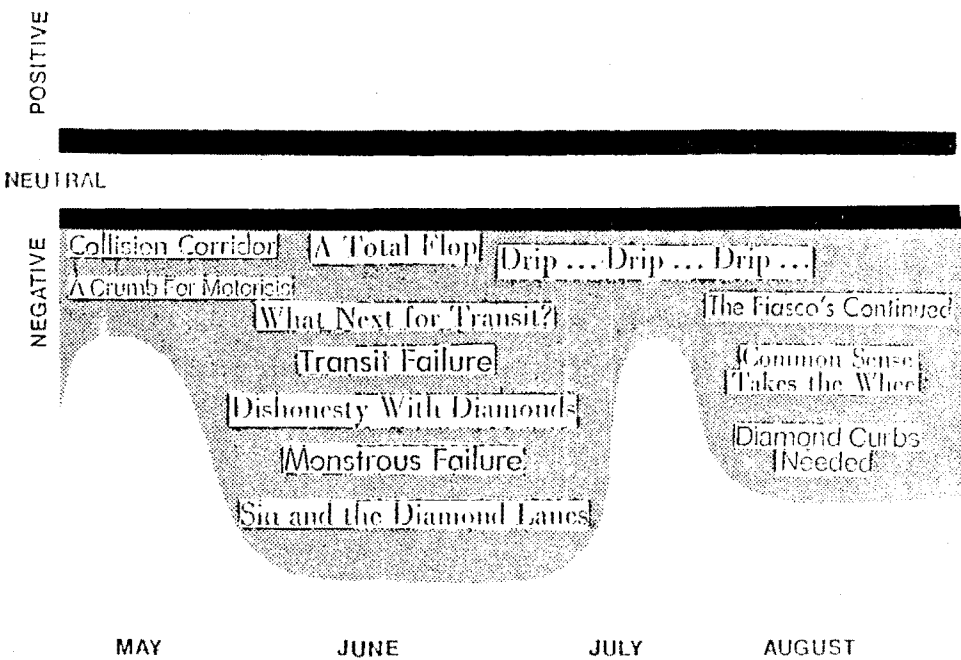 POSITIVE
NEUTRAL
NEGATIVE
Collision Corridor
A Crumb For Motorists
A Total Flop
Drip ... Drip ... Drip ...
What Next for Transit?
The Fiasco's Continued
Transit Failure
Common Sense
Takes the Wheel
Dishonesty With Diamonds
Diamond Curbs
Needed
Monstrous Failure
Sin and the Diamond Lanes
MAY JUNE JULY AUGUST